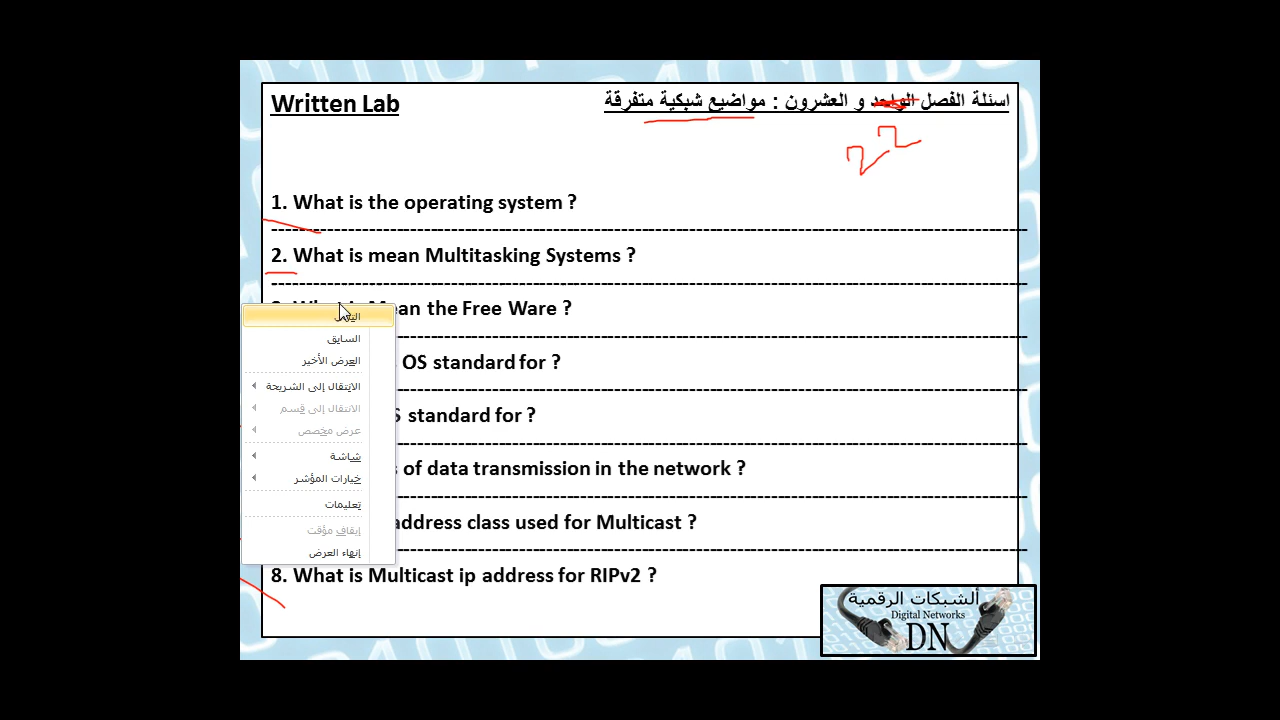 Written Lab
اسئلة الفصل الواحد و العشرون : مواضيع شبكية متفرقة
22
1. What is the operating system ?
2. What is mean Multitasking Systems ?
ean the Free Ware ?
OS standard for ?
S standard for ?
of data transmission in the network ?
address class used for Multicast ?
8. What is Multicast ip address for RIPv2 ?
السابق
العرض الأخير
الانتقال إلى الشريحة
الانتقال إلى قسم
عرض مخصص
شاشة
خيارات المؤشر
تعليمات
إيقاف مؤقت
إنهاء العرض
ألشبكات الرقمية
Digital Networks
DN